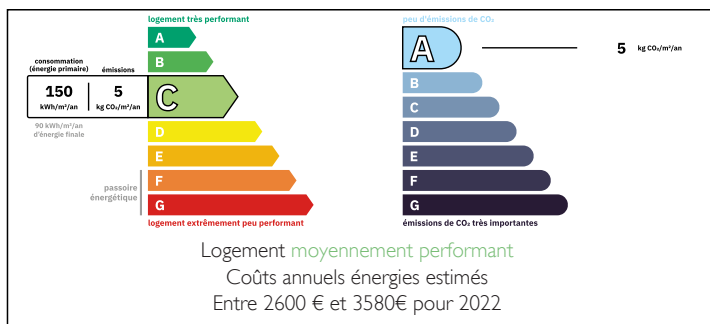 logement très performant
A
B
consommation
(énergie primaire)
émissions
150
kWh/m²/an
5
kg CO₂/m²/an
C
90 kWh/m²/an
d'énergie finale
D
E
passoire
énergétique
F
G
logement extrêmement peu performant
peu d'émissions de CO₂
A
5 kg CO₂/m²/an
B
C
D
E
F
G
émissions de CO₂ très importantes
Logement moyennement performant
Coûts annuels énergies estimés
Entre 2600 € et 3580€ pour 2022